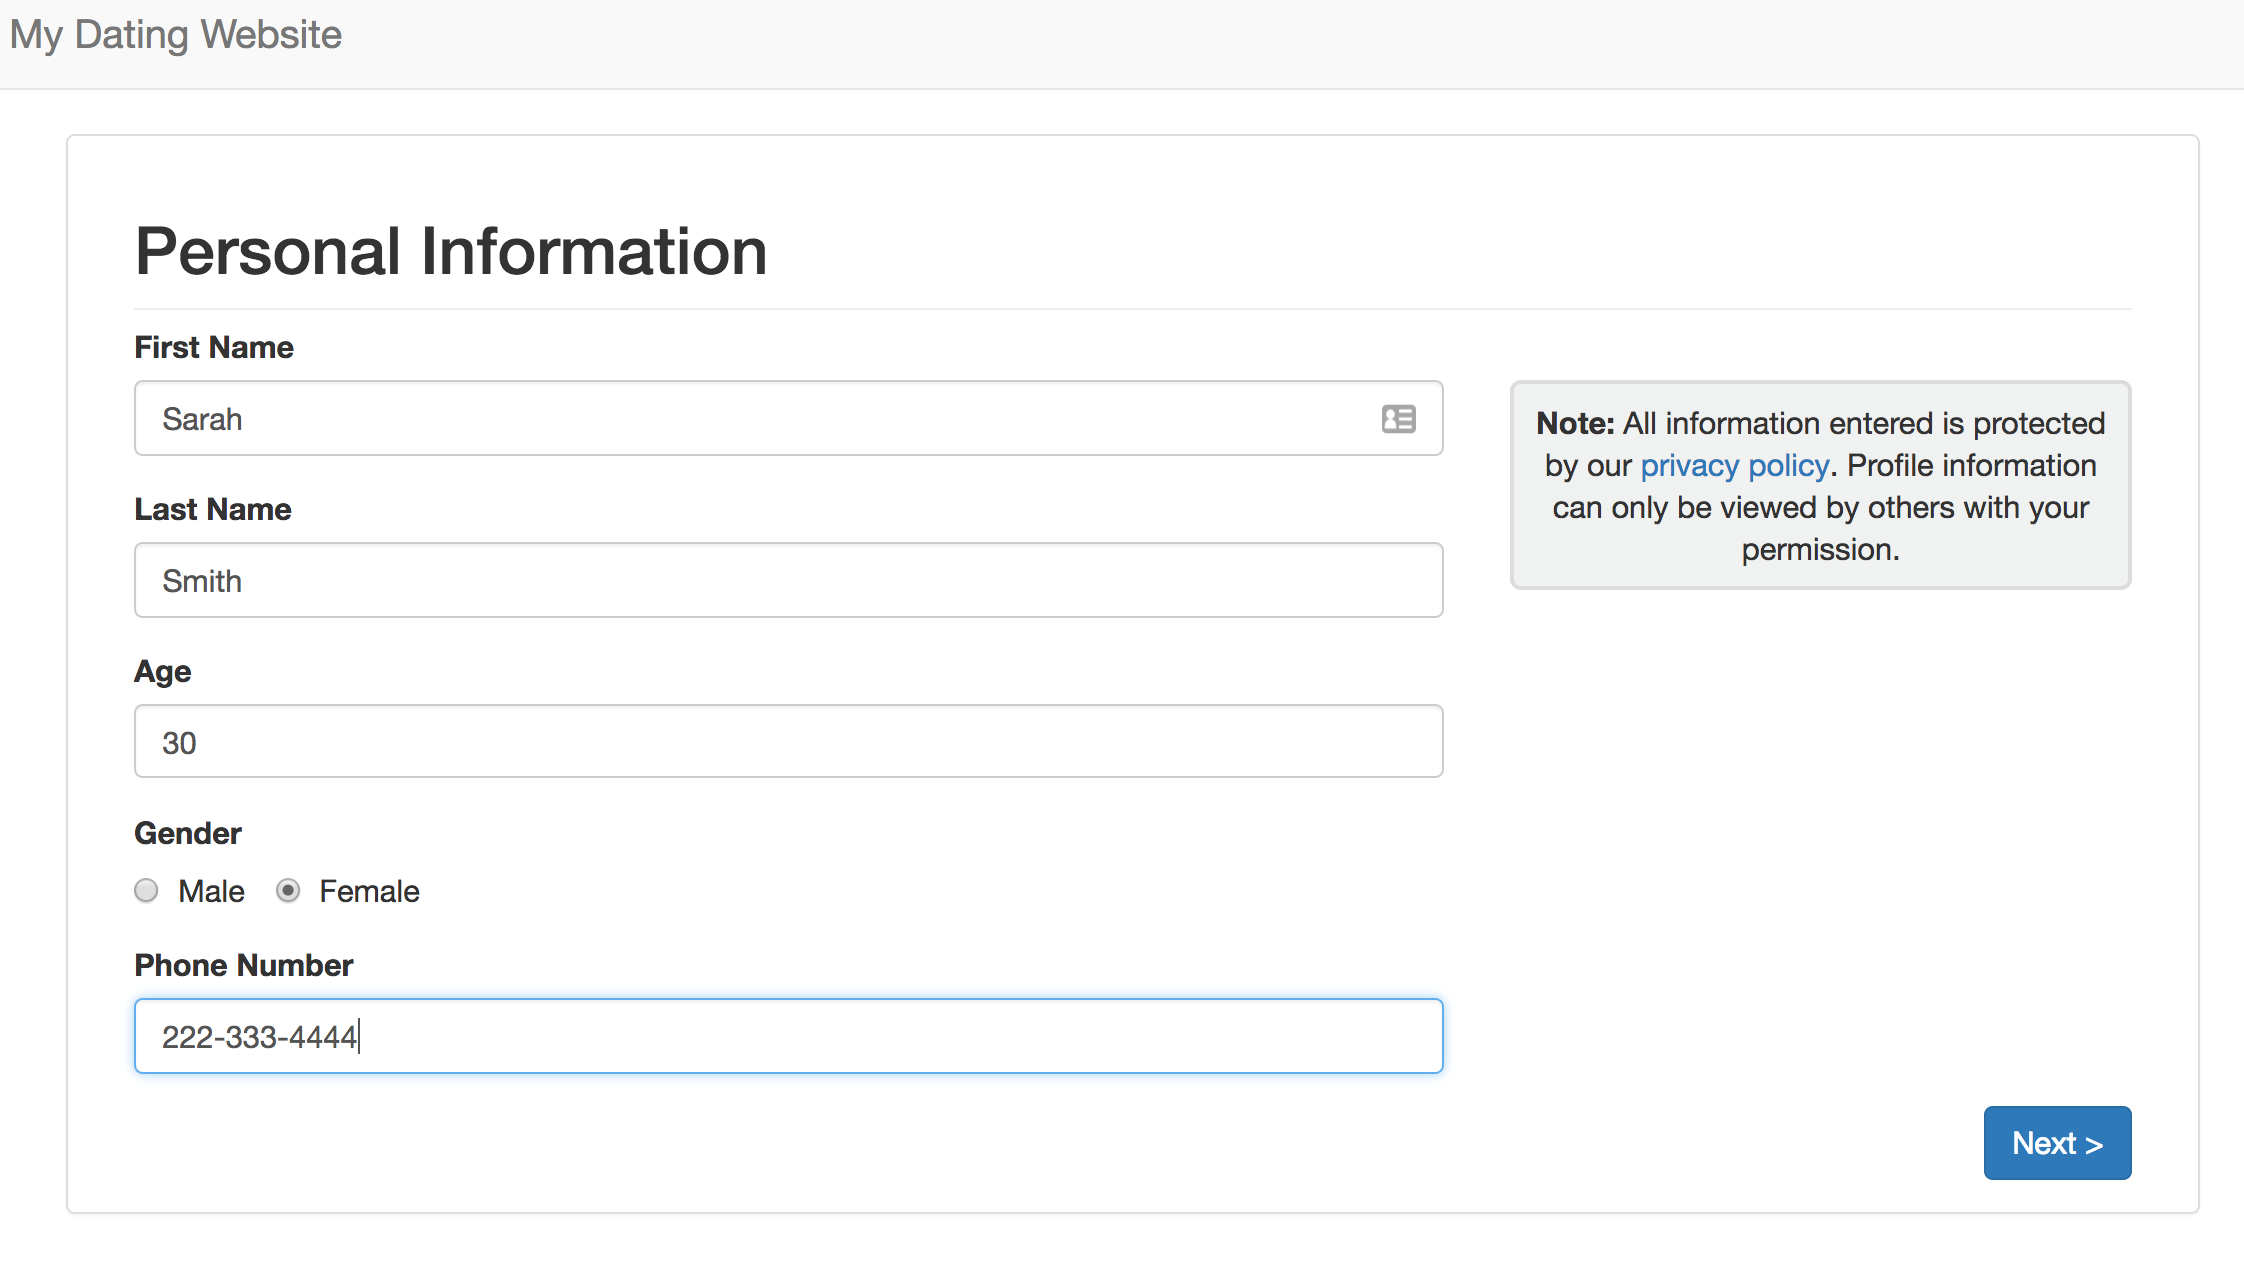 My Dating Website
Personal Information
First Name
Sarah
Last Name
Smith
Age
30
Gender
Male Female
Phone Number
222-333-4444
Note: All information entered is protected
by our privacy policy. Profile information
can only be viewed by others with your
permission.
Next >